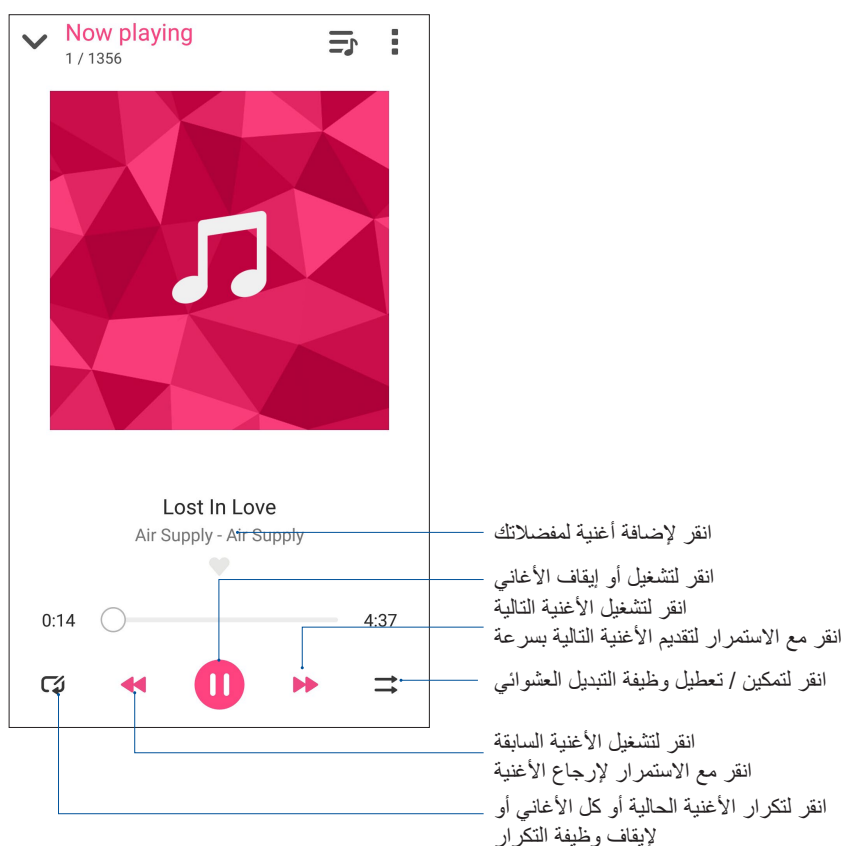 Now playing
1 / 1356
Lost In Love
Air Supply - Air Supply
0:14
4:37
انقر لإضافة أغنية لمفضلاتك
انقر لتشغيل أو إيقاف الأغاني
انقر لتشغيل الأغنية التالية
انقر مع الاستمرار لتقديم الأغنية التالية بسرعة
انقر لتمكين / تعطيل وظيفة التبديل العشوائي
انقر لتشغيل الأغنية السابقة
انقر مع الاستمرار لإرجاع الأغنية
انقر لتكرار الأغنية الحالية أو كل الأغاني أو
لإيقاف وظيفة التكرار